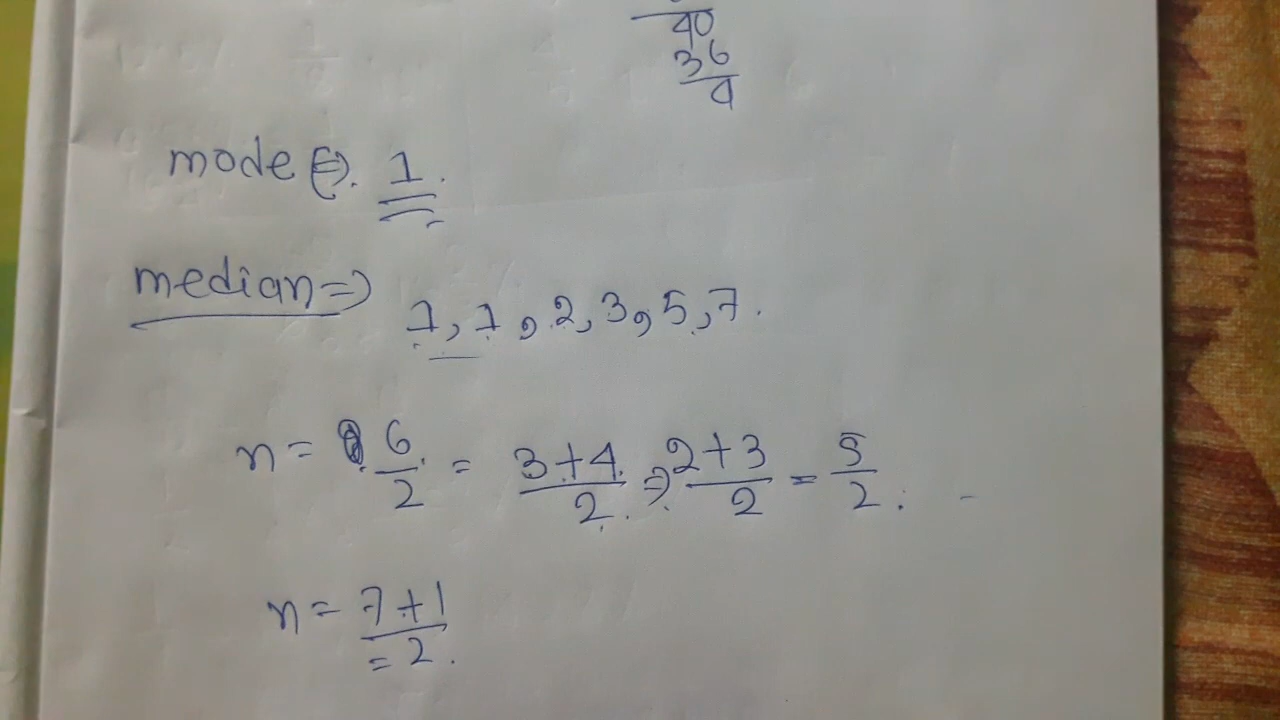 40
36
4
mode ⇒. 1.
median ⇒
1, 1, 2, 3, 5, 7.
n = 6/2 = 3+4/2. ⇒ 2+3/2 = 5/2.
n = 7+1/2.